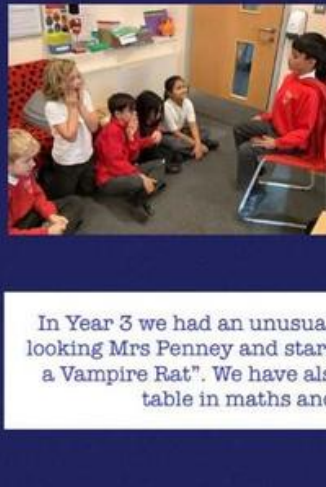 In Year 3 we had an unusua
looking Mrs Penney and star
a Vampire Rat”. We have als
table in maths and